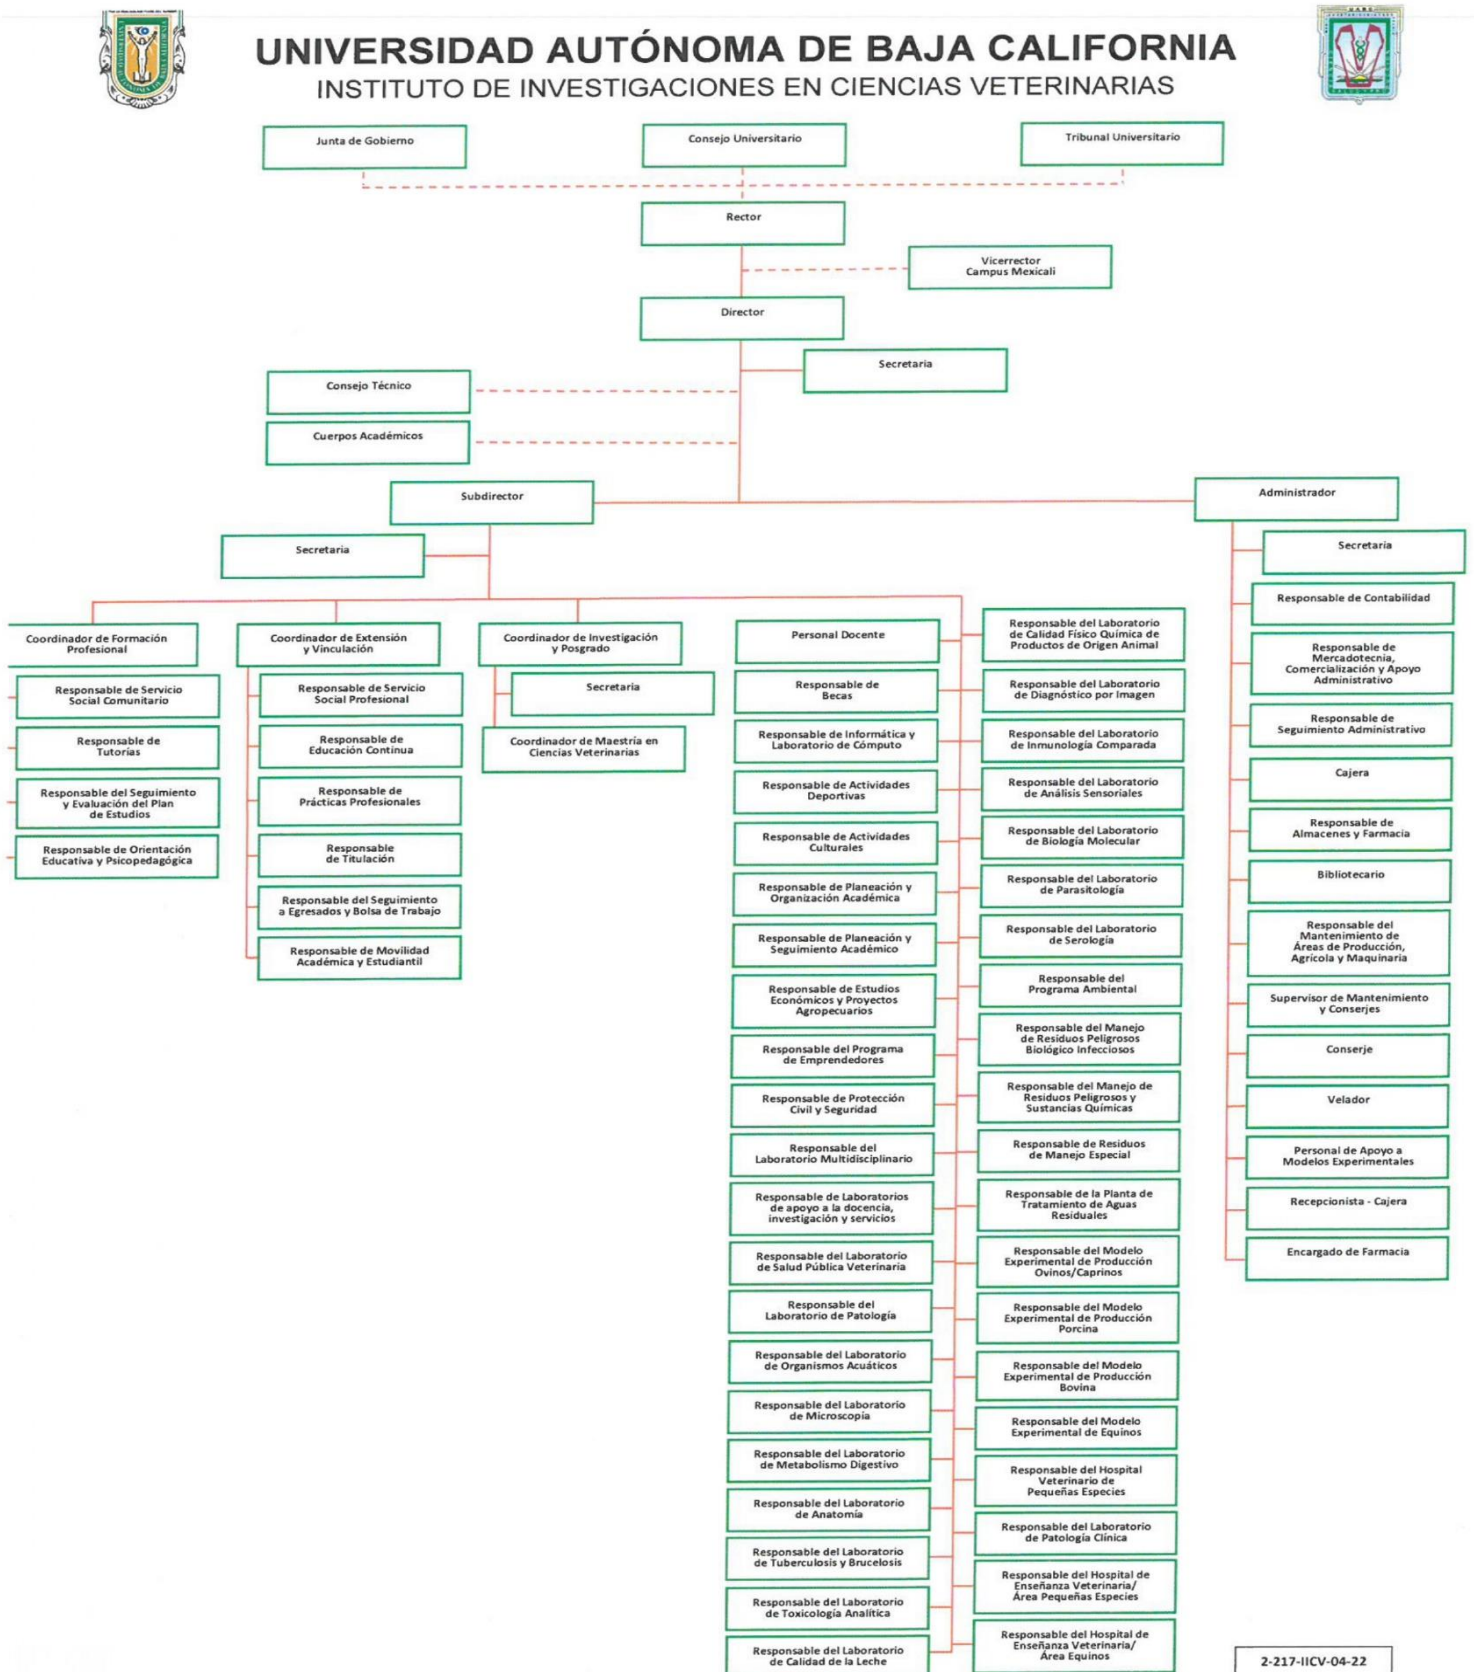 UNIVERSIDAD AUTÓNOMA DE BAJA CALIFORNIA
INSTITUTO DE INVESTIGACIONES EN CIENCIAS VETERINARIAS
Junta de Gobierno
Consejo Universitario
Tribunal Universitario
Rector
Vicerrector
Campus Mexicali
Director
Secretaria
Consejo Técnico
Cuerpos Académicos
Subdirector
Administrador
Secretaria
Coordinador de Formación
Profesional
Responsable de Servicio
Social Comunitario
Responsable de
Tutorías
Responsable del Seguimiento
y Evaluación del Plan
de Estudios
Responsable de Orientación
Educativa y Psicopedagógica
Coordinador de Extensión
y Vinculación
Responsable de Servicio
Social Profesional
Responsable de
Educación Continua
Responsable de
Prácticas Profesionales
Responsable
de Titulación
Responsable del Seguimiento
a Egresados y Bolsa de Trabajo
Responsable de Movilidad
Académica y Estudiantil
Coordinador de Investigación
y Posgrado
Secretaria
Coordinador de Maestría en
Ciencias Veterinarias
Personal Docente
Responsable de
Becas
Responsable de Informática y
Laboratorio de Cómputo
Responsable de Actividades
Deportivas
Responsable de Actividades
Culturales
Responsable de Planeación y
Organización Académica
Responsable de Planeación y
Seguimiento Académico
Responsable de Estudios
Económicos y Proyectos
Agropecuarios
Responsable del Programa
de Emprendedores
Responsable de Protección
Civil y Seguridad
Responsable del
Laboratorio Multidisciplinario
Responsable de Laboratorios
de apoyo a la docencia,
investigación y servicios
Responsable del Laboratorio
de Salud Pública Veterinaria
Responsable del
Laboratorio de Patología
Responsable del Laboratorio
de Organismos Acuáticos
Responsable del Laboratorio
de Microscopía
Responsable del Laboratorio
de Metabolismo Digestivo
Responsable del Laboratorio
de Anatomía
Responsable del Laboratorio
de Tuberculosis y Brucelosis
Responsable del Laboratorio
de Toxicología Analítica
Responsable del Laboratorio
de Calidad de la Leche
Responsable del Laboratorio
de Calidad Físico Química de
Productos de Origen Animal
Responsable del Laboratorio
de Diagnóstico por Imagen
Responsable del Laboratorio
de Inmunología Comparada
Responsable del Laboratorio
de Análisis Sensoriales
Responsable del Laboratorio
de Biología Molecular
Responsable del Laboratorio
de Parasitología
Responsable del Laboratorio
de Serología
Responsable del
Programa Ambiental
Responsable del Manejo
de Residuos Peligrosos
Biológico Infecciosos
Responsable del Manejo de
Residuos Peligrosos y
Sustancias Químicas
Responsable de Residuos
de Manejo Especial
Responsable de la Planta de
Tratamiento de Aguas
Residuales
Responsable del Modelo
Experimental de Producción
Ovinos/Caprinos
Responsable del Modelo
Experimental de Producción
Porcina
Responsable del Modelo
Experimental de Producción
Bovina
Responsable del Modelo
Experimental de Equinos
Responsable del Hospital
Veterinario de
Pequeñas Especies
Responsable del Laboratorio
de Patología Clínica
Responsable del Hospital de
Enseñanza Veterinaria/
Área Pequeñas Especies
Responsable del Hospital de
Enseñanza Veterinaria/
Área Equinos
Secretaria
Responsable de Contabilidad
Responsable de
Mercadotecnia,
Comercialización y Apoyo
Administrativo
Responsable de
Seguimiento Administrativo
Cajera
Responsable de
Almacenes y Farmacia
Bibliotecario
Responsable del
Mantenimiento de
Áreas de Producción,
Agrícola y Maquinaria
Supervisor de Mantenimiento
y Conserjes
Conserje
Velador
Personal de Apoyo a
Modelos Experimentales
Recepcionista - Cajera
Encargado de Farmacia
2-217-IICV-04-22